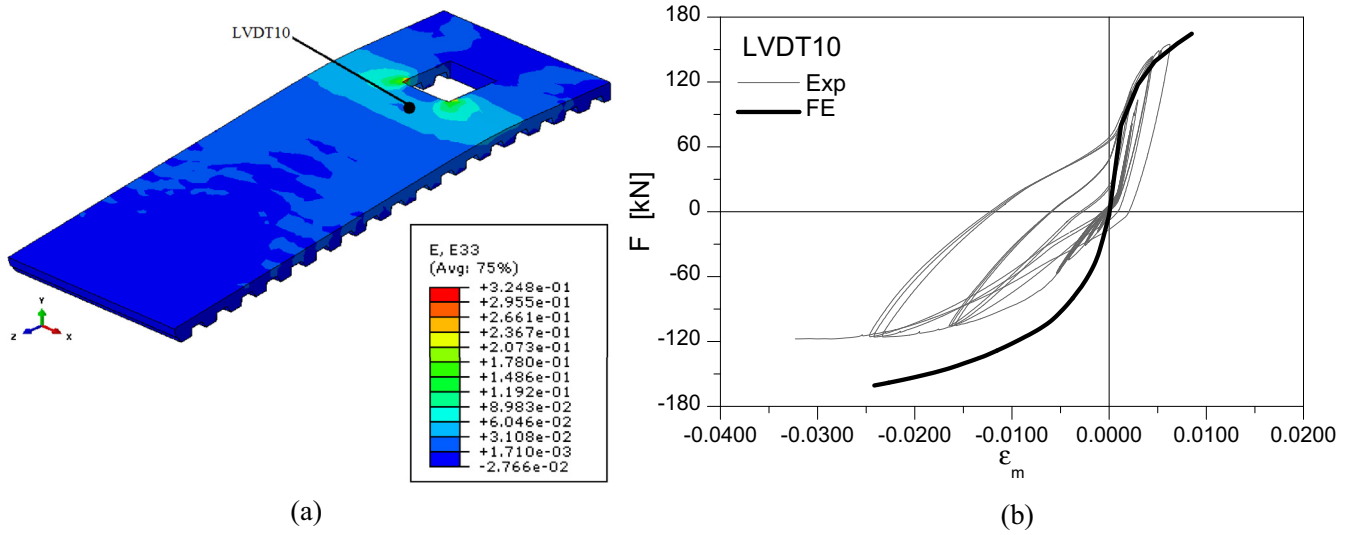 LVDT10
E, E33
(Avg: 75%)
+3.248e-01
+2.955e-01
+2.661e-01
+2.367e-01
+2.073e-01
+1.780e-01
+1.486e-01
+1.192e-01
+8.983e-02
+6.046e-02
+3.108e-02
+1.710e-03
-2.766e-02
Y
Z
X
(a)
LVDT10
Exp
FE
F [kN]
180
120
60
0
-60
-120
-180
-0.0400 -0.0300 -0.0200 -0.0100 0.0000 0.0100 0.0200
εm
(b)